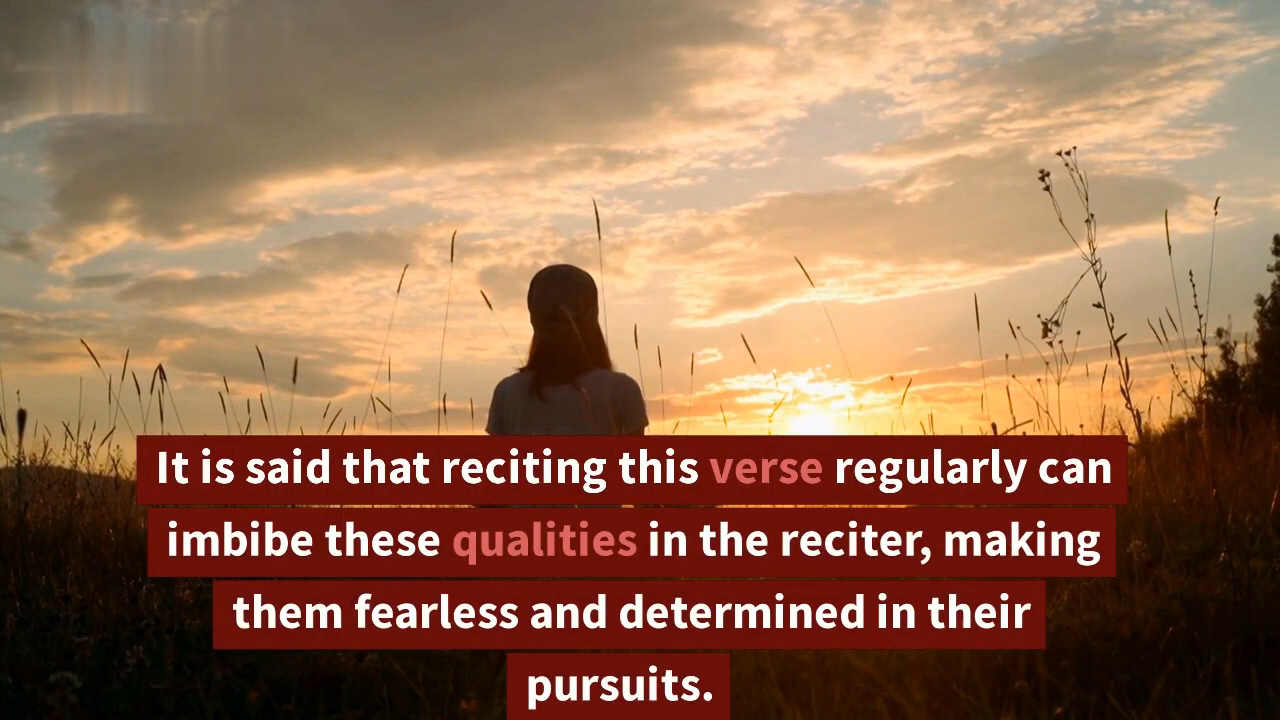 It is said that reciting this verse regularly can
imbibe these qualities in the reciter, making
them fearless and determined in their
pursuits.